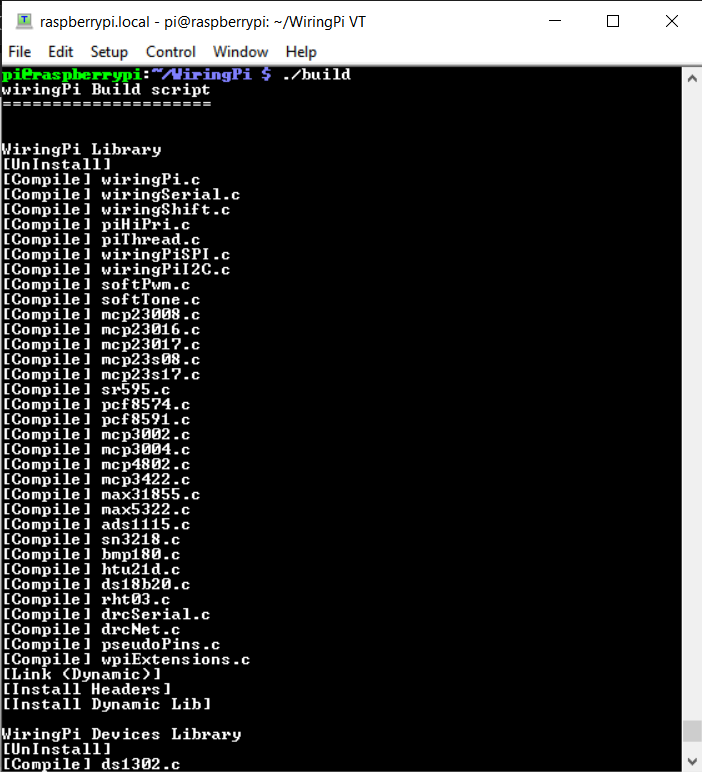 raspberrypi.local - pi@raspberrypi: ~/WiringPi VT
File Edit Setup Control Window Help
pi@raspberrypi:~/WiringPi $ ./build
wiringPi Build script
=====================
WiringPi Library
[UnInstall]
[Compile] wiringPi.c
[Compile] wiringSerial.c
[Compile] wiringShift.c
[Compile] piHiPri.c
[Compile] piThread.c
[Compile] wiringPiSPI.c
[Compile] wiringPiI2C.c
[Compile] softPwm.c
[Compile] softTone.c
[Compile] mcp23008.c
[Compile] mcp23016.c
[Compile] mcp23017.c
[Compile] mcp23s08.c
[Compile] mcp23s17.c
[Compile] sr595.c
[Compile] pcf8574.c
[Compile] pcf8591.c
[Compile] mcp3002.c
[Compile] mcp3004.c
[Compile] mcp4802.c
[Compile] mcp3422.c
[Compile] max31855.c
[Compile] max5322.c
[Compile] ads1115.c
[Compile] sn3218.c
[Compile] bmp180.c
[Compile] htu21d.c
[Compile] ds18b20.c
[Compile] rht03.c
[Compile] drcSerial.c
[Compile] drcNet.c
[Compile] pseudoPins.c
[Compile] wpiExtensions.c
[Link (Dynamic)]
[Install Headers]
[Install Dynamic Lib]
WiringPi Devices Library
[UnInstall]
[Compile] ds1302.c